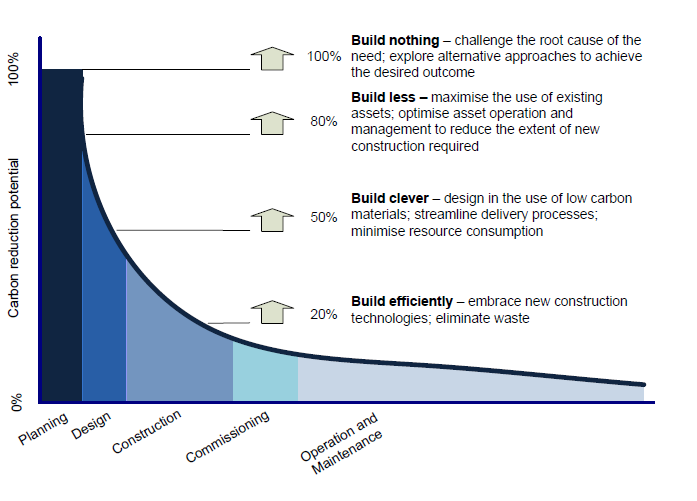 100%
Carbon reduction potential
0%
100%
Build nothing – challenge the root cause of the
need; explore alternative approaches to achieve
the desired outcome
80%
Build less – maximise the use of existing
assets; optimise asset operation and
management to reduce the extent of new
construction required
50%
Build clever – design in the use of low carbon
materials; streamline delivery processes;
minimise resource consumption
20%
Build efficiently – embrace new construction
technologies; eliminate waste
Planning
Design
Construction
Commissioning
Operation and
Maintenance